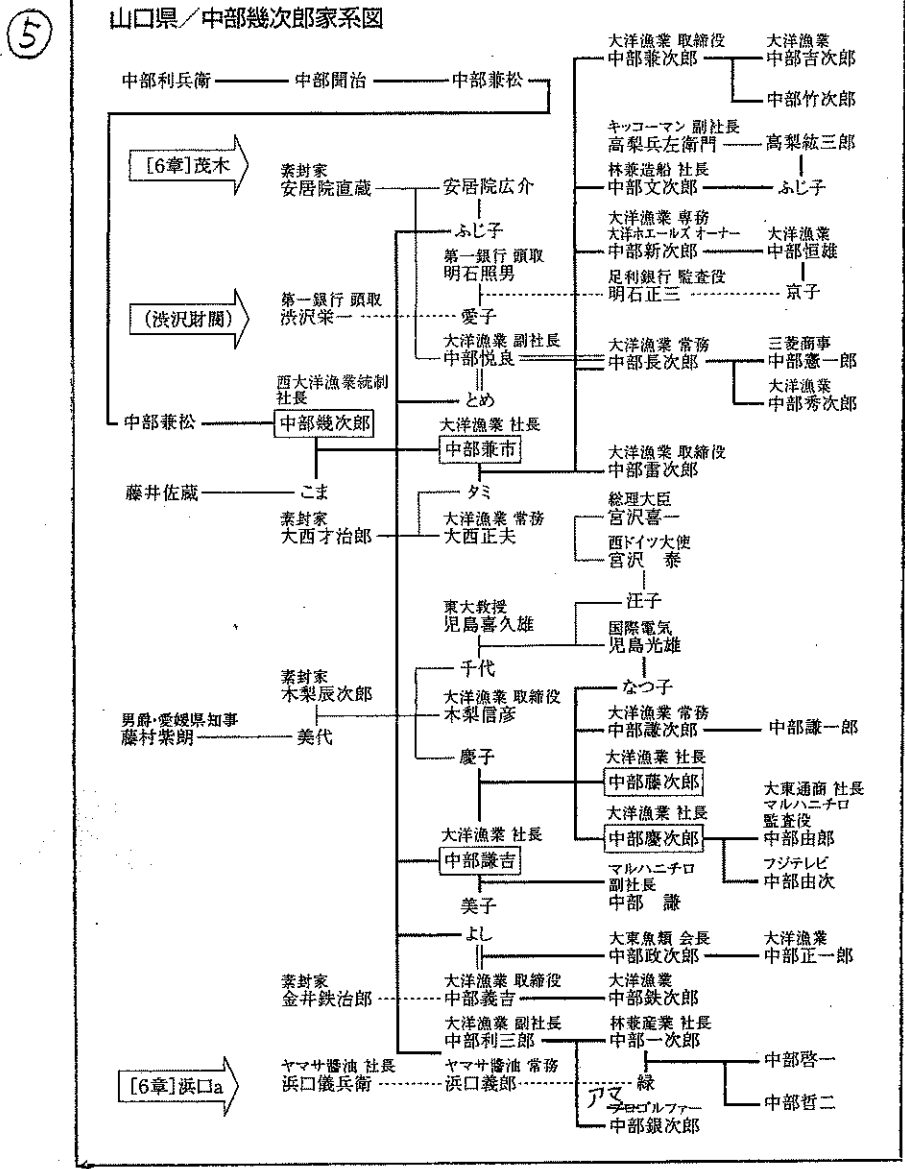 ⑤
山口県／中部幾次郎家系図
中部利兵衛
中部開治
中部兼松
[6章]茂木
素封家
安居院直蔵
安居院広介
ふじ子
第一銀行 頭取
明石照男
(渋沢財閥)
第一銀行 頭取
渋沢栄一
愛子
大洋漁業 副社長
中部悦良
とめ
中部兼松
西大洋漁業統制
社長
中部幾次郎
大洋漁業 社長
中部兼市
藤井佐蔵
こま
タミ
素封家
大西才治郎
大洋漁業 常務
大西正夫
大洋漁業 取締役
中部兼次郎
大洋漁業
中部吉次郎
中部竹次郎
キッコーマン 副社長
高梨兵左衛門
高梨紘三郎
林兼造船 社長
中部文次郎
ふじ子
大洋漁業 専務
大洋ホエールズ オーナー
中部新次郎
大洋漁業
中部恒雄
足利銀行 監査役
明石正三
京子
大洋漁業 常務
中部長次郎
三菱商事
中部憲一郎
大洋漁業
中部秀次郎
大洋漁業 取締役
中部雷次郎
総理大臣
宮沢喜一
西ドイツ大使
宮沢 泰
汪子
東大教授
児島喜久雄
国際電気
児島光雄
千代
なつ子
素封家
木梨辰次郎
大洋漁業 取締役
木梨信彦
男爵・愛媛県知事
藤村紫朗
美代
慶子
大洋漁業 常務
中部謙次郎
中部謙一郎
大洋漁業 社長
中部藤次郎
大洋漁業 社長
中部慶次郎
大東通商 社長
マルハニチロ
監査役
中部由郎
フジテレビ
中部由次
大洋漁業 社長
中部謙吉
マルハニチロ
副社長
中部 謙
美子
よし
大東魚類 会長
中部政次郎
大洋漁業
中部正一郎
素封家
金井鉄治郎
大洋漁業 取締役
中部義吉
大洋漁業
中部鉄次郎
大洋漁業 副社長
中部利三郎
林兼産業 社長
中部一次郎
中部啓一
[6章]浜口a
ヤマサ醤油 社長
浜口儀兵衛
ヤマサ醤油 常務
浜口義郎
緑
中部哲二
アマ
プロゴルファー
中部銀次郎